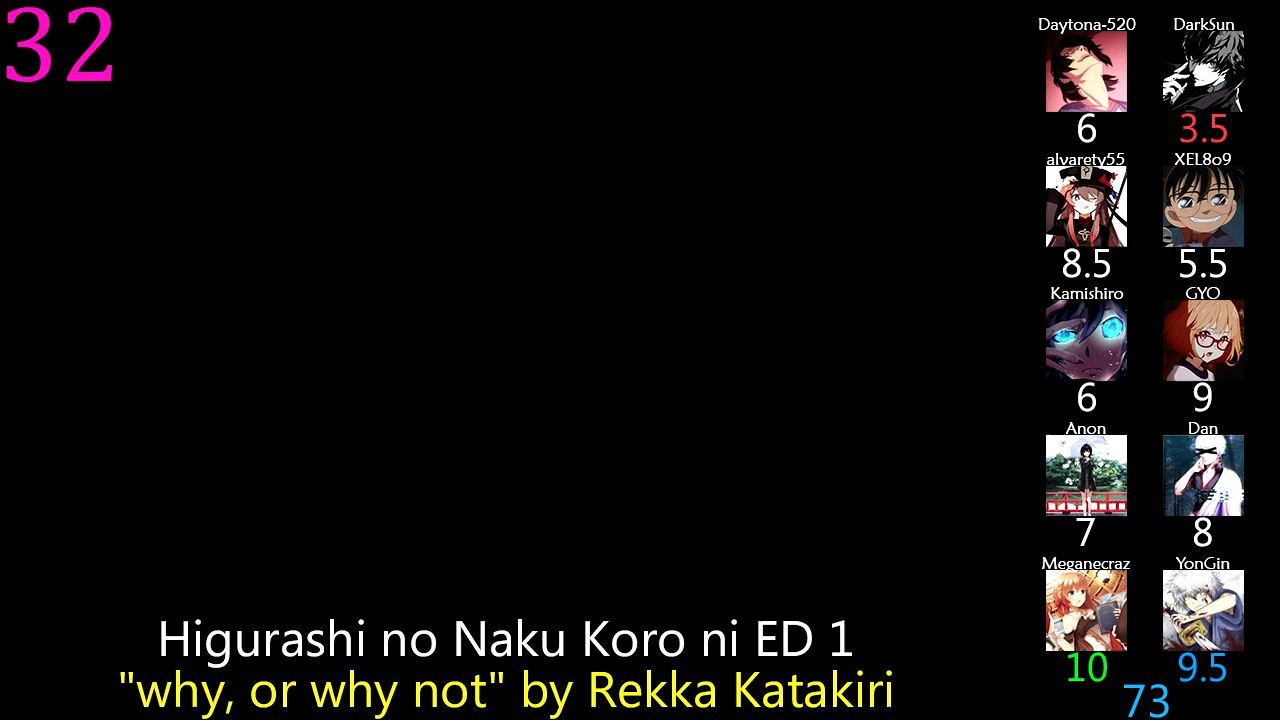 32
Daytona-520 DarkSun
6 3.5
alvarety55 XEL8o9
8.5 5.5
Kamishiro GYO
6 9
Anon Dan
7 8
Meganecraz YonGin
10 9.5
73
Higurashi no Naku Koro ni ED 1
"why, or why not" by Rekka Katakiri